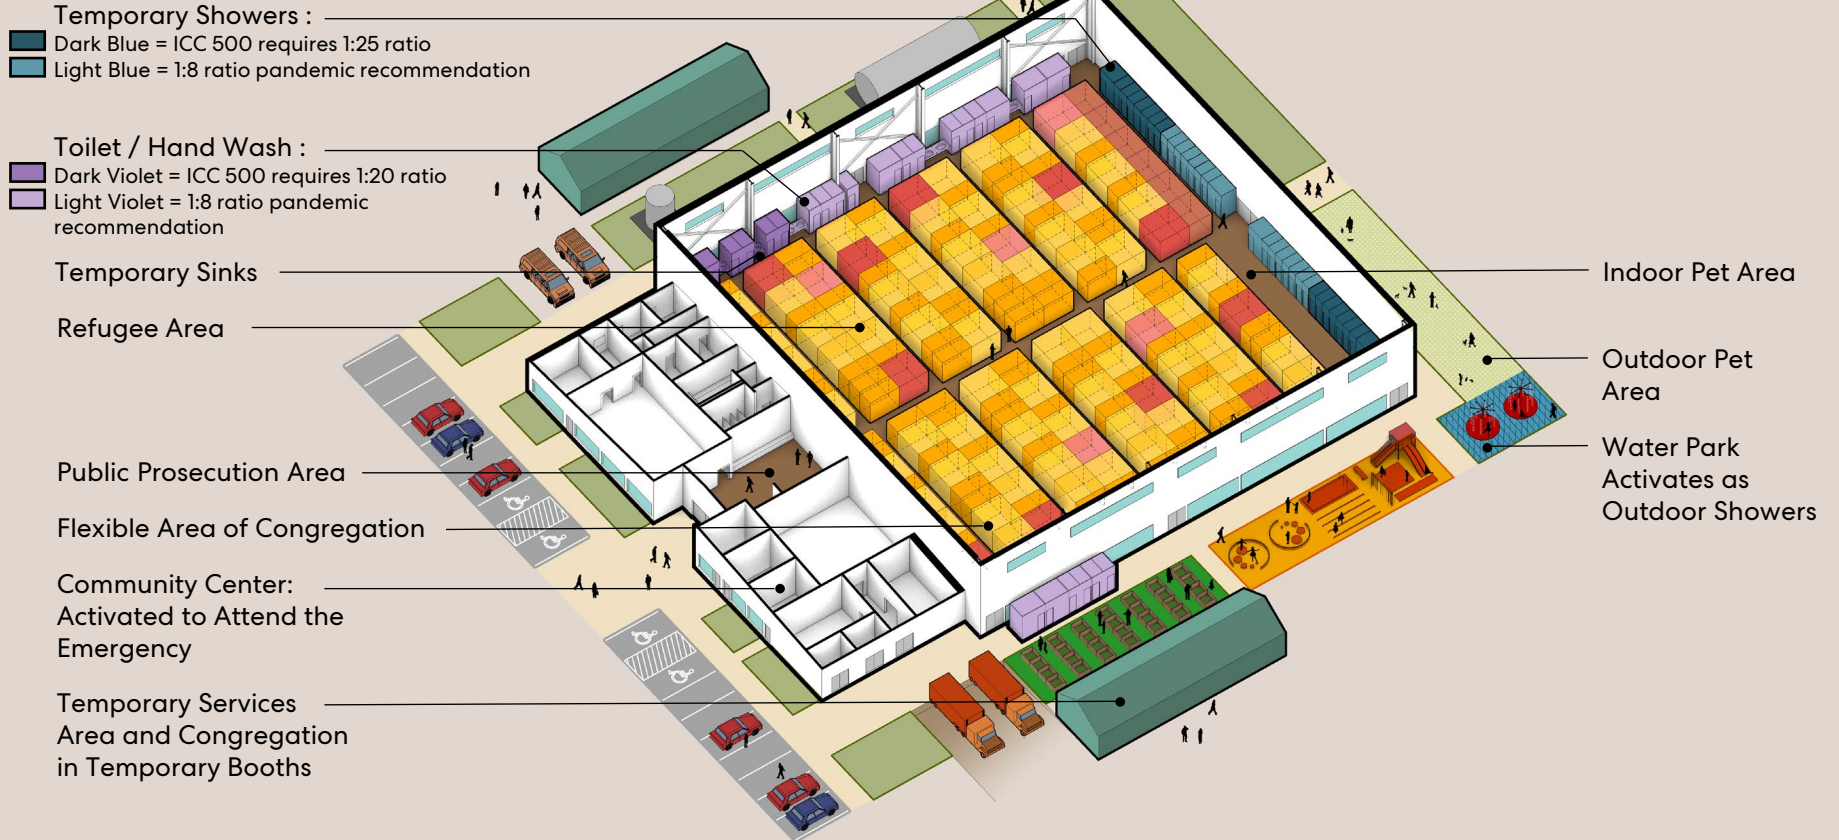 Temporary Showers :
Dark Blue = ICC 500 requires 1:25 ratio
Light Blue = 1:8 ratio pandemic recommendation
Toilet / Hand Wash :
Dark Violet = ICC 500 requires 1:20 ratio
Light Violet = 1:8 ratio pandemic
recommendation
Temporary Sinks
Refugee Area
Public Prosecution Area
Flexible Area of Congregation
Community Center:
Activated to Attend the
Emergency
Temporary Services
Area and Congregation
in Temporary Booths
Indoor Pet Area
Outdoor Pet
Area
Water Park
Activates as
Outdoor Showers